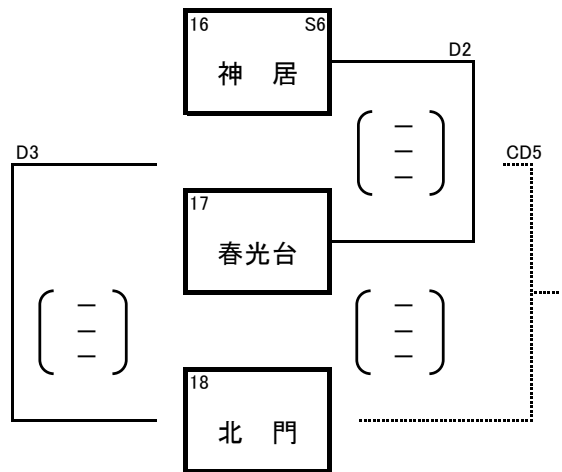 16 S6
神 居
D2
D3
CD5
— — —
17
春光台
— — —
— — —
18
北 門